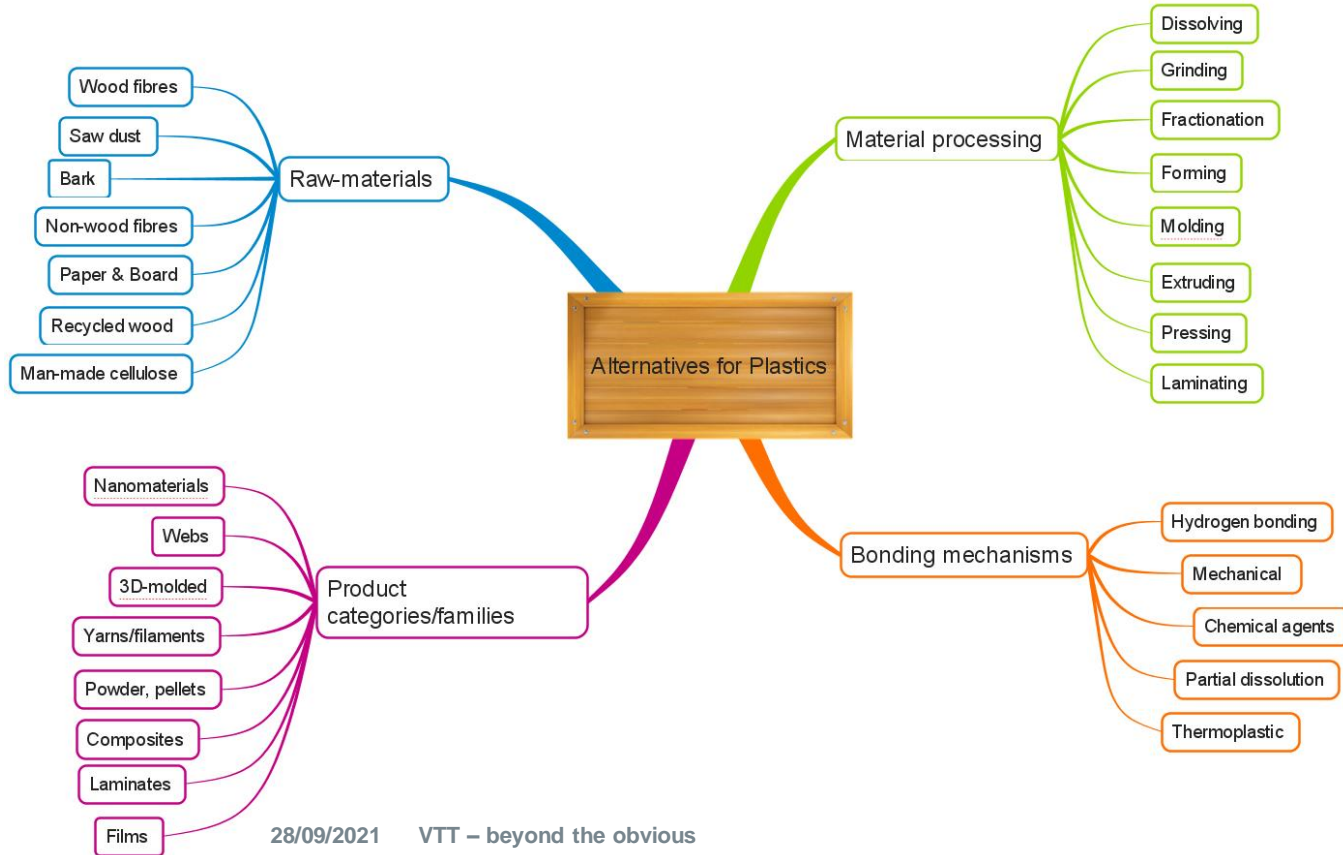 Alternatives for Plastics
Raw-materials
Wood fibres
Saw dust
Bark
Non-wood fibres
Paper & Board
Recycled wood
Man-made cellulose
Material processing
Dissolving
Grinding
Fractionation
Forming
Molding
Extruding
Pressing
Laminating
Product
categories/families
Nanomaterials
Webs
3D-molded
Yarns/filaments
Powder, pellets
Composites
Laminates
Films
Bonding mechanisms
Hydrogen bonding
Mechanical
Chemical agents
Partial dissolution
Thermoplastic
28/09/2021 VTT – beyond the obvious